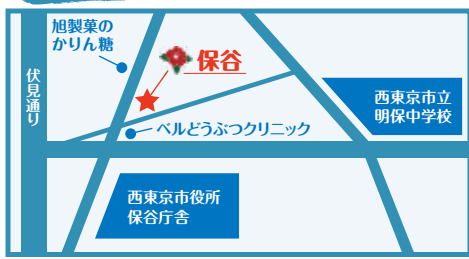 旭製菓の
かりん糖
保谷
伏見通り
西東京市立
明保中学校
ベルどうぶつクリニック
西東京市役所
保谷庁舎